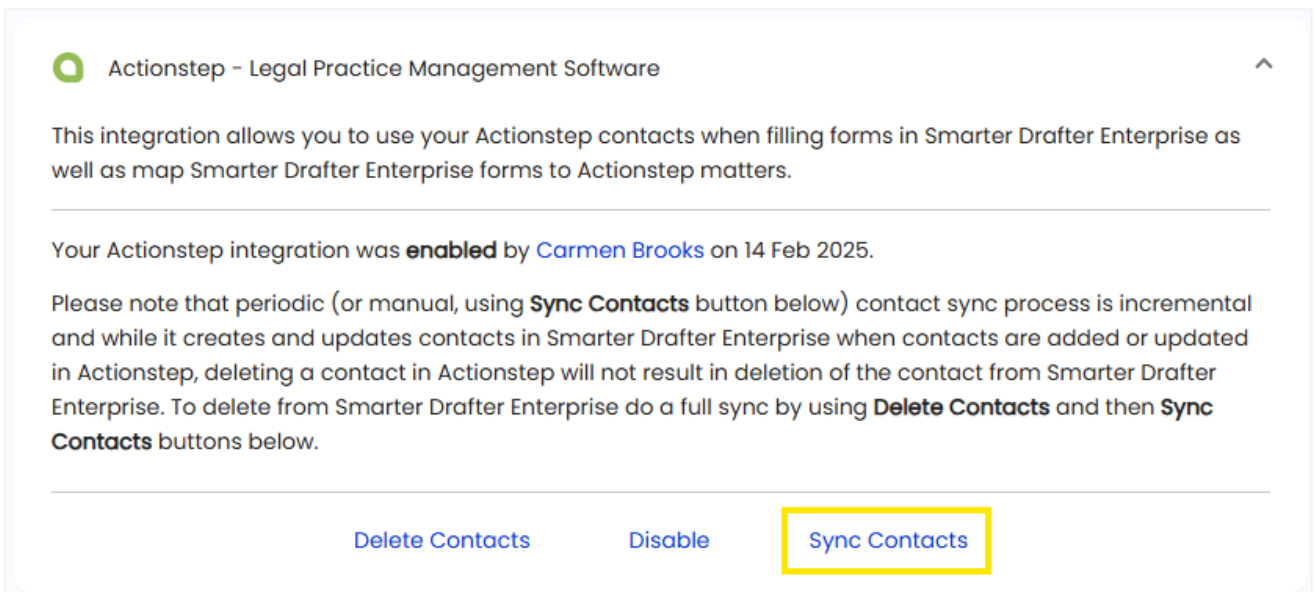 Actionstep - Legal Practice Management Software
This integration allows you to use your Actionstep contacts when filling forms in Smarter Drafter Enterprise as
well as map Smarter Drafter Enterprise forms to Actionstep matters.
Your Actionstep integration was enabled by Carmen Brooks on 14 Feb 2025.
Please note that periodic (or manual, using Sync Contacts button below) contact sync process is incremental
and while it creates and updates contacts in Smarter Drafter Enterprise when contacts are added or updated
in Actionstep, deleting a contact in Actionstep will not result in deletion of the contact from Smarter Drafter
Enterprise. To delete from Smarter Drafter Enterprise do a full sync by using Delete Contacts and then Sync
Contacts buttons below.
Delete Contacts Disable Sync Contacts